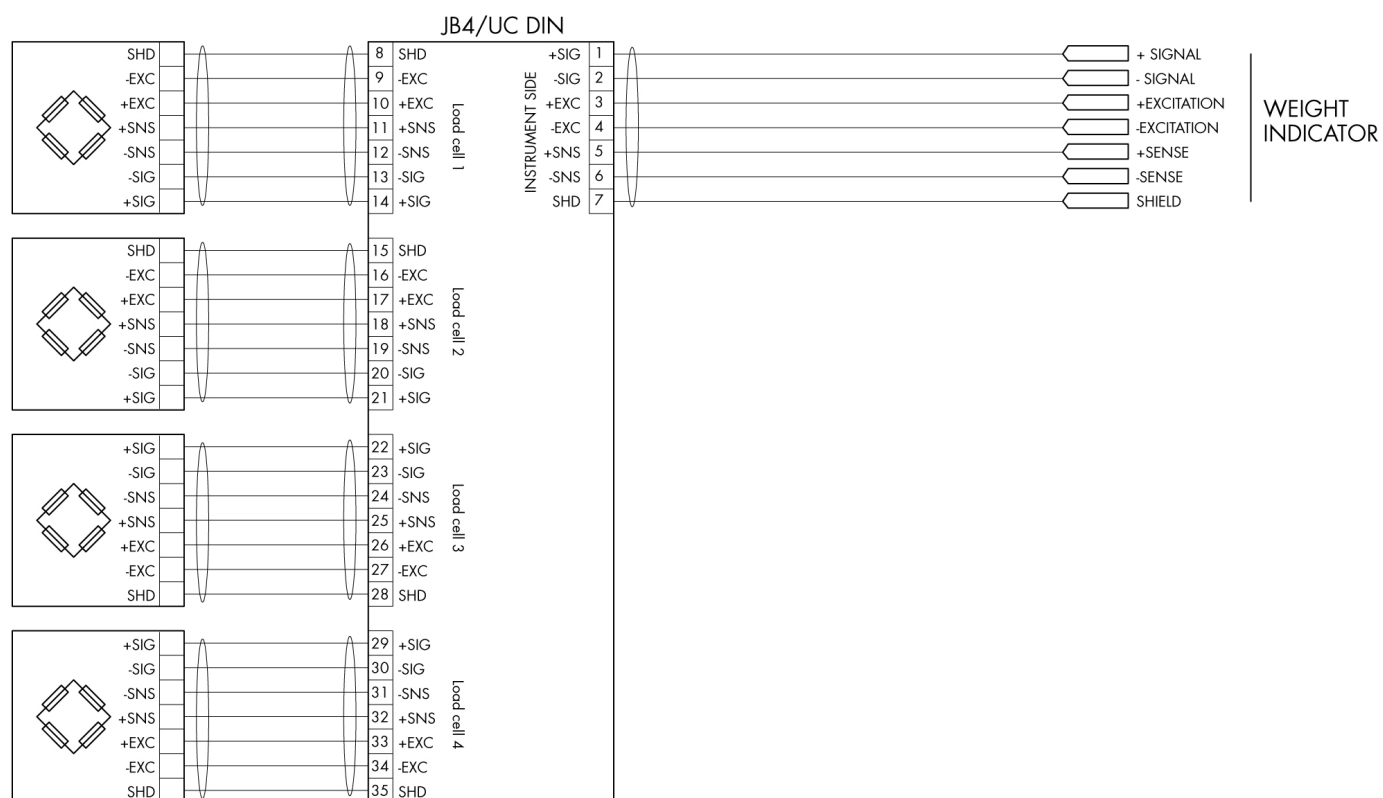 JB4/UC DIN
SHD 8 SHD +SIG 1 + SIGNAL
-EXC 9 -EXC -SIG 2 - SIGNAL
+EXC 10 +EXC +EXC 3 +EXCITATION
+SNS 11 +SNS -EXC 4 -EXCITATION
-SNS 12 -SNS +SNS 5 +SENSE
-SIG 13 -SIG -SNS 6 -SENSE
+SIG 14 +SIG SHD 7 SHIELD
Load cell 1
INSTRUMENT SIDE
WEIGHT
INDICATOR
SHD 15 SHD
-EXC 16 -EXC
+EXC 17 +EXC
+SNS 18 +SNS
-SNS 19 -SNS
-SIG 20 -SIG
+SIG 21 +SIG
Load cell 2
+SIG 22 +SIG
-SIG 23 -SIG
-SNS 24 -SNS
+SNS 25 +SNS
+EXC 26 +EXC
-EXC 27 -EXC
SHD 28 SHD
Load cell 3
+SIG 29 +SIG
-SIG 30 -SIG
-SNS 31 -SNS
+SNS 32 +SNS
+EXC 33 +EXC
-EXC 34 -EXC
SHD 35 SHD
Load cell 4